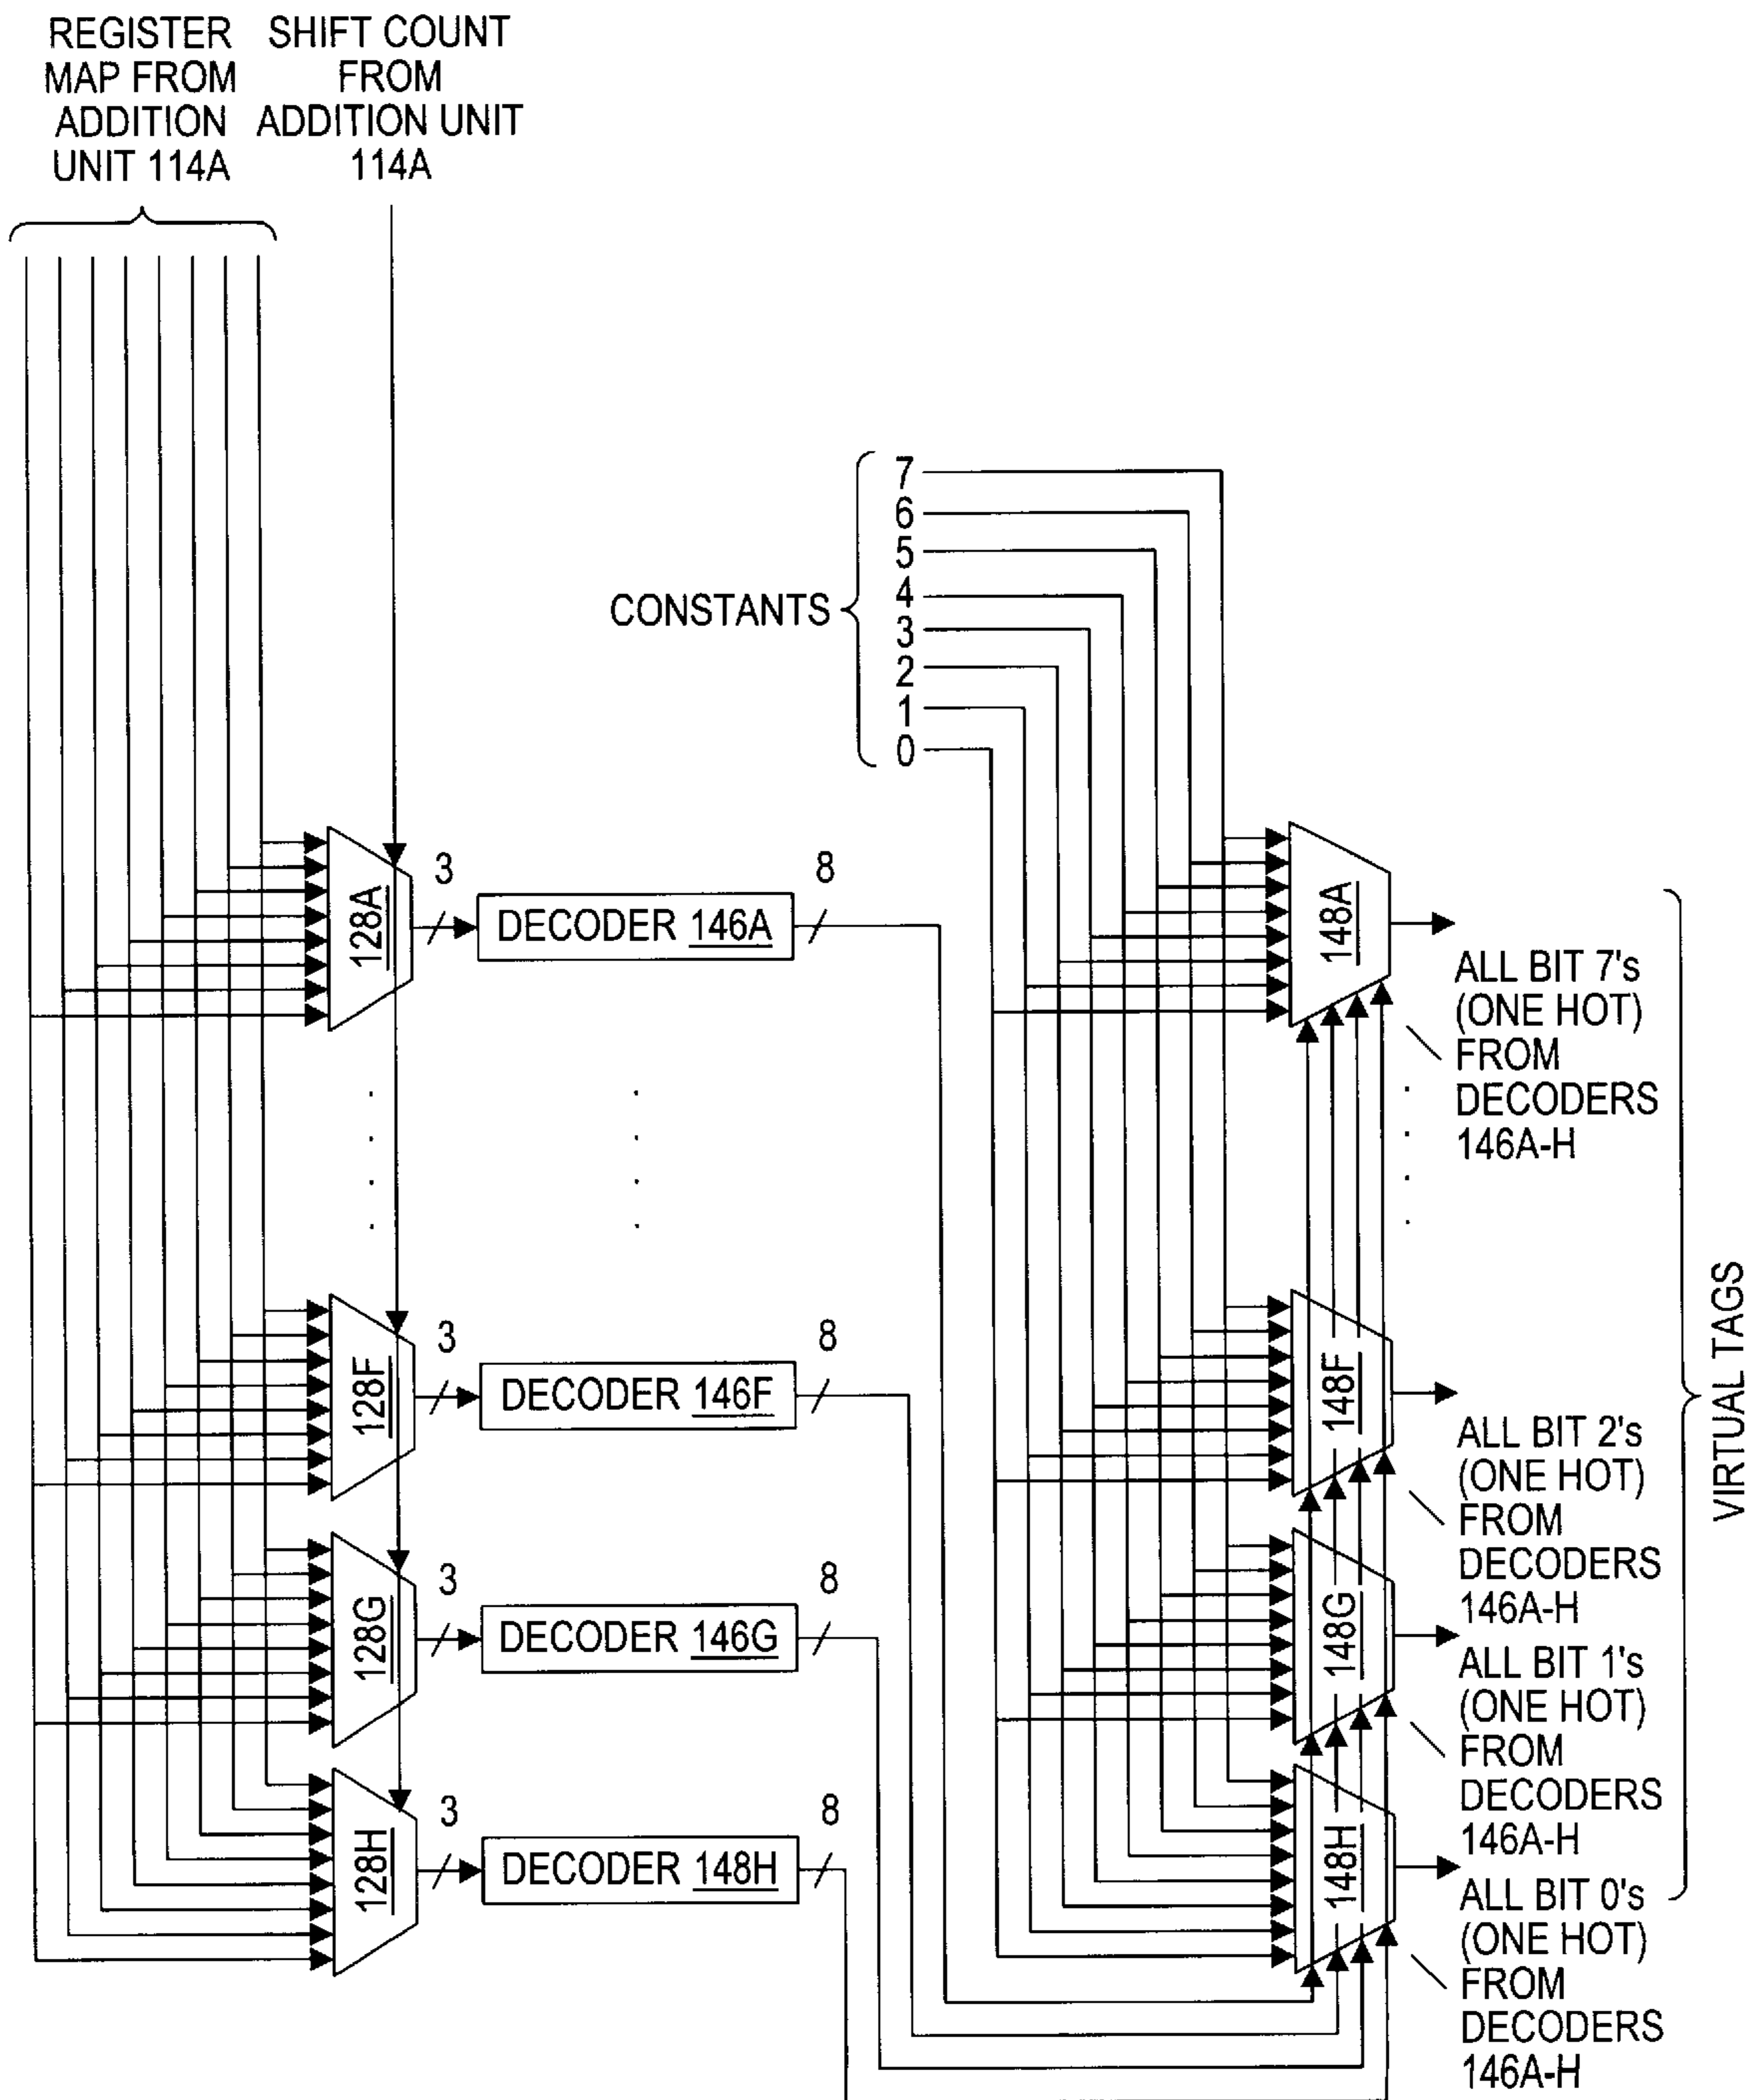 REGISTER
MAP FROM
ADDITION
UNIT 114A
SHIFT COUNT
FROM
ADDITION UNIT
114A
CONSTANTS
7
6
5
4
3
2
1
0
128A
3
DECODER 146A
8
148A
ALL BIT 7's
(ONE HOT)
FROM
DECODERS
146A-H
128F
3
DECODER 146F
8
148F
ALL BIT 2's
(ONE HOT)
FROM
DECODERS
146A-H
128G
3
DECODER 146G
8
148G
ALL BIT 1's
(ONE HOT)
FROM
DECODERS
146A-H
128H
3
DECODER 148H
8
148H
ALL BIT 0's
(ONE HOT)
FROM
DECODERS
146A-H
VIRTUAL TAGS